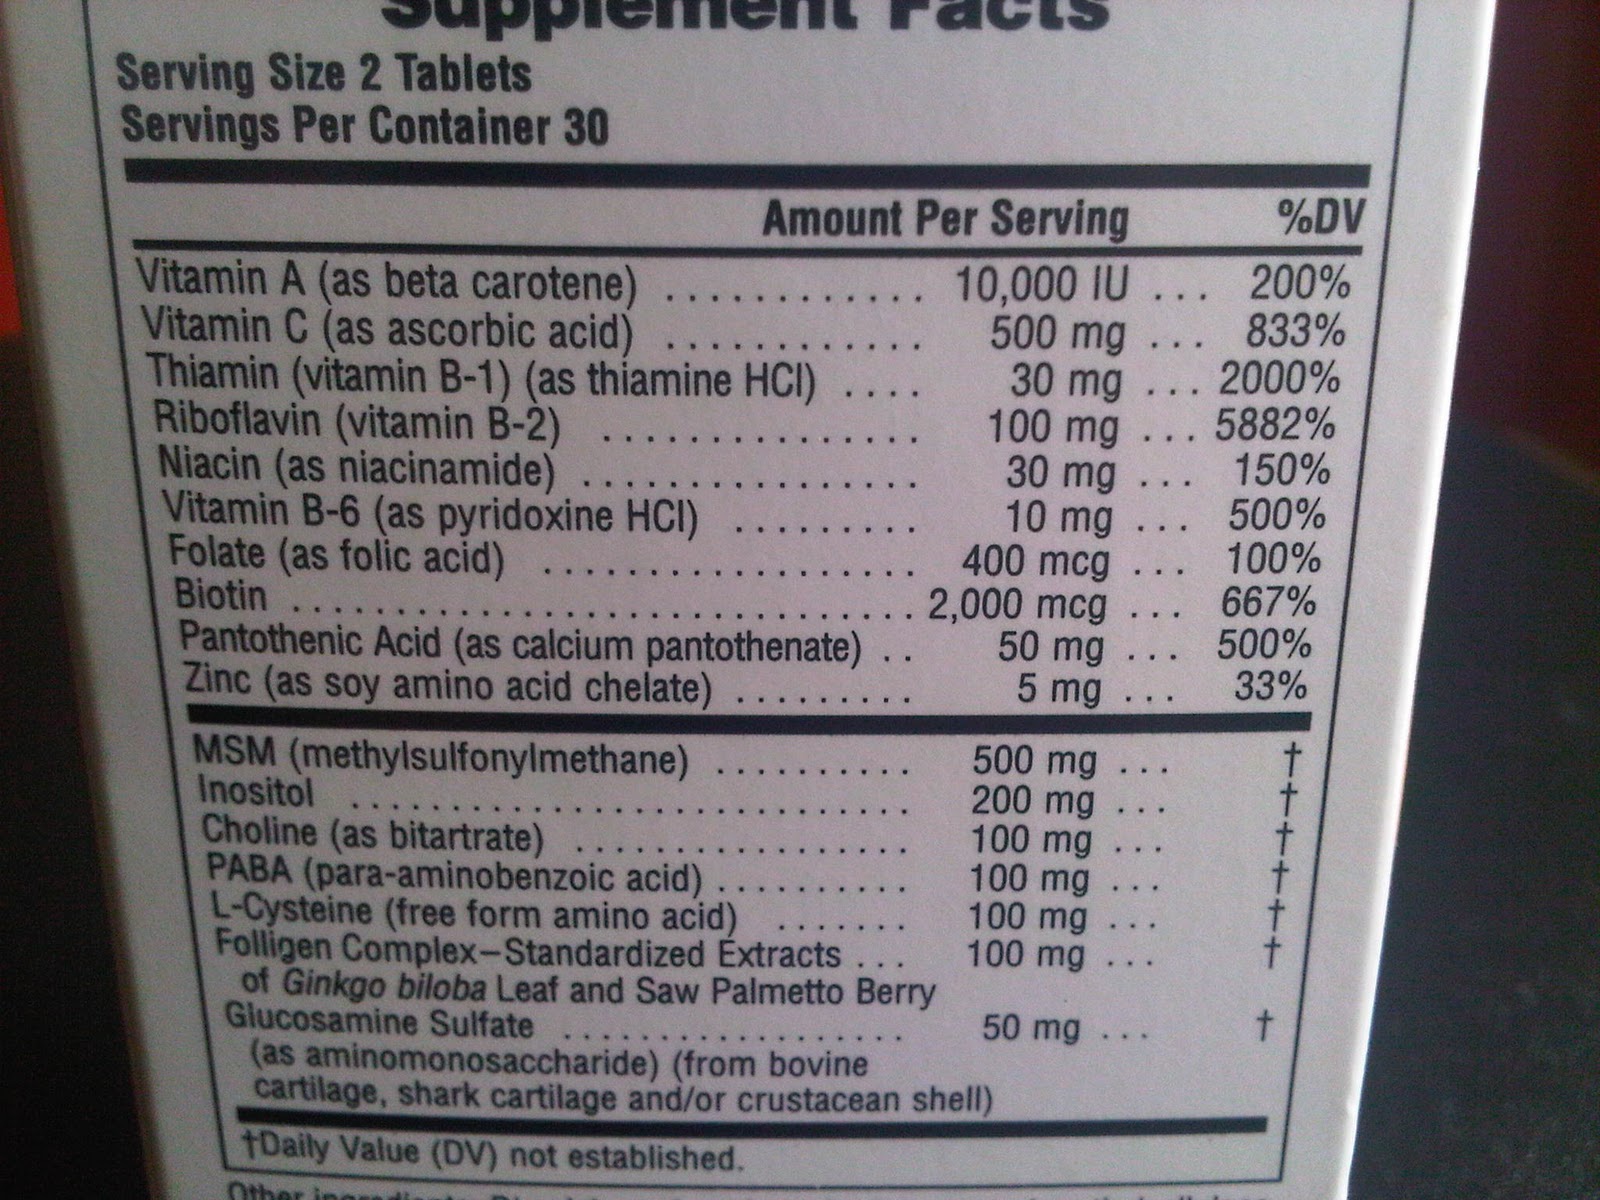 Supplement Facts
Serving Size 2 Tablets
Servings Per Container 30
Amount Per Serving %DV
Vitamin A (as beta carotene) ............ 10,000 IU ... 200%
Vitamin C (as ascorbic acid) ............ 500 mg ... 833%
Thiamin (vitamin B-1) (as thiamine HCl) .... 30 mg ... 2000%
Riboflavin (vitamin B-2) ............... 100 mg ... 5882%
Niacin (as niacinamide) ................ 30 mg ... 150%
Vitamin B-6 (as pyridoxine HCl) ......... 10 mg ... 500%
Folate (as folic acid) .................. 400 mcg ... 100%
Biotin ............................... 2,000 mcg ... 667%
Pantothenic Acid (as calcium pantothenate) .. 50 mg ... 500%
Zinc (as soy amino acid chelate) ......... 5 mg ... 33%
MSM (methylsulfonylmethane) .......... 500 mg ... †
Inositol ............................ 200 mg ... †
Choline (as bitartrate) ................. 100 mg ... †
PABA (para-aminobenzoic acid) .......... 100 mg ... †
L-Cysteine (free form amino acid) ....... 100 mg ... †
Folligen Complex–Standardized Extracts ... 100 mg ... †
of Ginkgo biloba Leaf and Saw Palmetto Berry
Glucosamine Sulfate .................. 50 mg ... †
(as aminomonosaccharide) (from bovine
cartilage, shark cartilage and/or crustacean shell)
†Daily Value (DV) not established.
Other